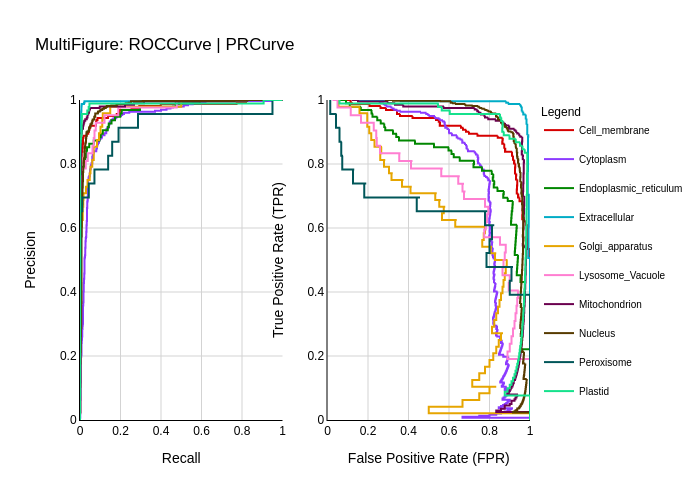 MultiFigure: ROCCurve | PRCurve
Precision
1
0.8
0.6
0.4
0.2
0
0
0.2
0.4
0.6
0.8
1
Recall
True Positive Rate (TPR)
1
0.8
0.6
0.4
0.2
0
0
0.2
0.4
0.6
0.8
1
False Positive Rate (FPR)
Legend
Cell_membrane
Cytoplasm
Endoplasmic_reticulum
Extracellular
Golgi_apparatus
Lysosome_Vacuole
Mitochondrion
Nucleus
Peroxisome
Plastid